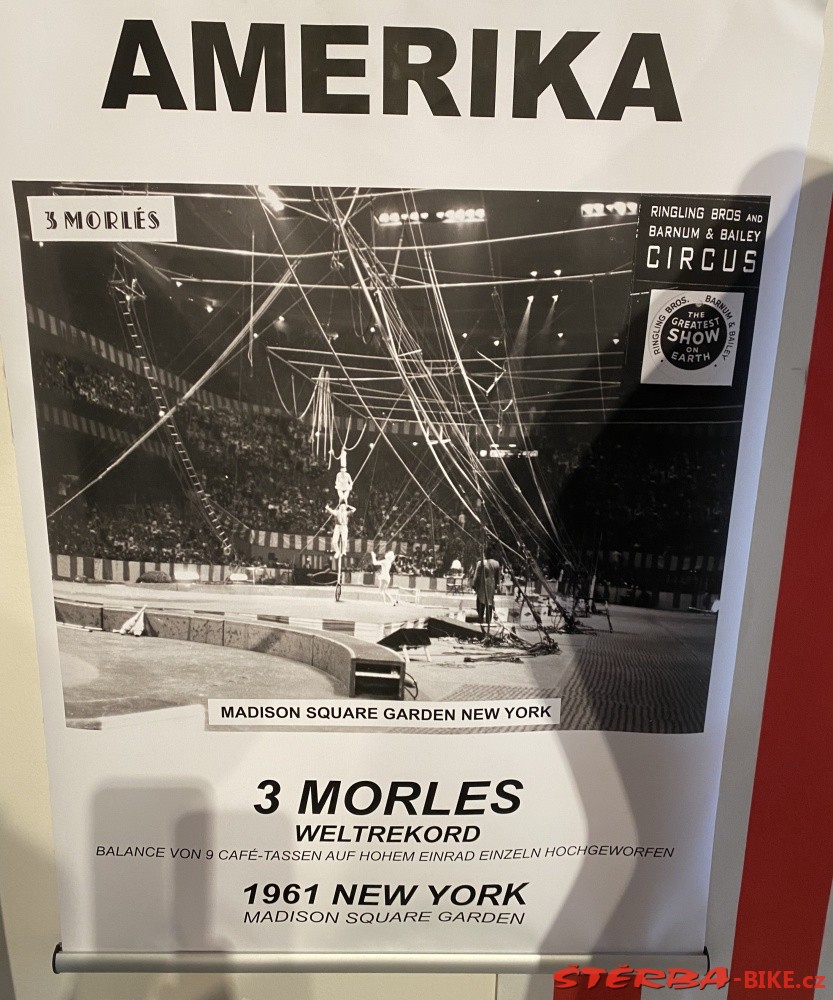 AMERIKA
3 MORLÉS
RINGLING BROS AND
BARNUM & BAILEY
CIRCUS
RINGLING BROS. BARNUM & BAILEY
THE
GREATEST
SHOW
ON
EARTH
MADISON SQUARE GARDEN NEW YORK
3 MORLES
WELTREKORD
BALANCE VON 9 CAFÉ-TASSEN AUF HOHEM EINRAD EINZELN HOCHGEWORFEN
1961 NEW YORK
MADISON SQUARE GARDEN
ŠTĚRBA-BIKE.cz